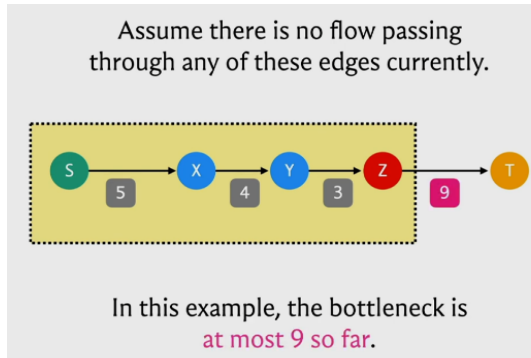 Assume there is no flow passing
through any of these edges currently.
S X Y Z T
5 4 3 9
In this example, the bottleneck is
at most 9 so far.